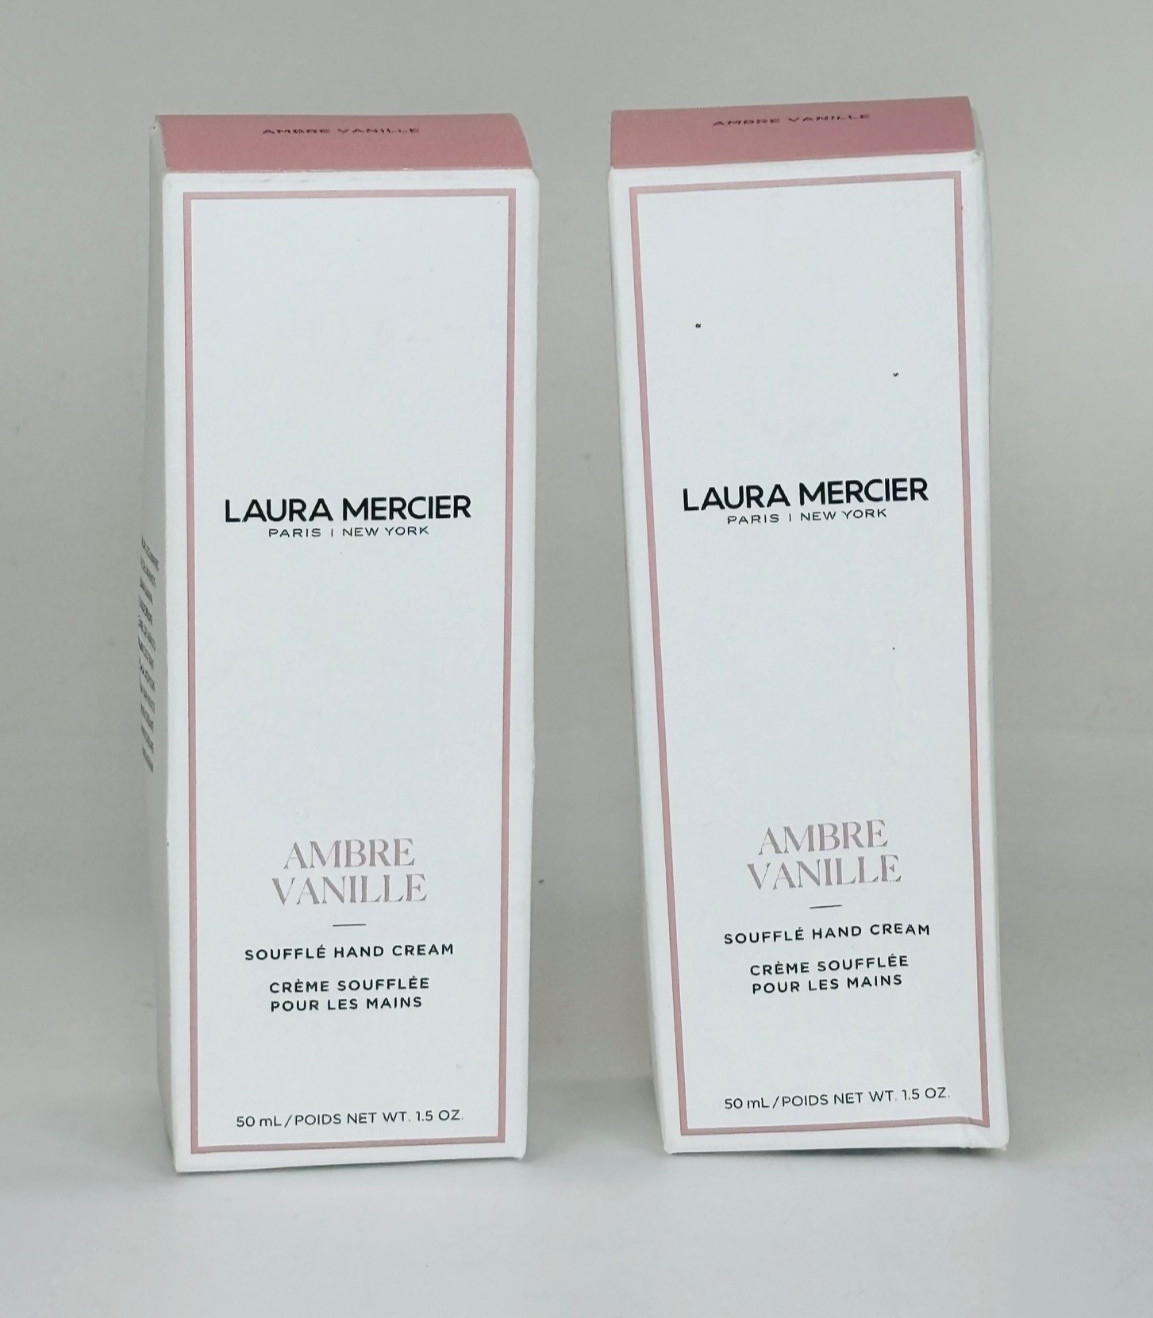 AMBRE VANILLE
LAURA MERCIER
PARIS | NEW YORK
AMBRE
VANILLE
SOUFFLÉ HAND CREAM
CRÈME SOUFFLÉE
POUR LES MAINS
50 mL/POIDS NET WT. 1.5 OZ.
AMBRE VANILLE
LAURA MERCIER
PARIS | NEW YORK
AMBRE
VANILLE
SOUFFLÉ HAND CREAM
CRÈME SOUFFLÉE
POUR LES MAINS
50 mL/POIDS NET WT. 1.5 OZ.